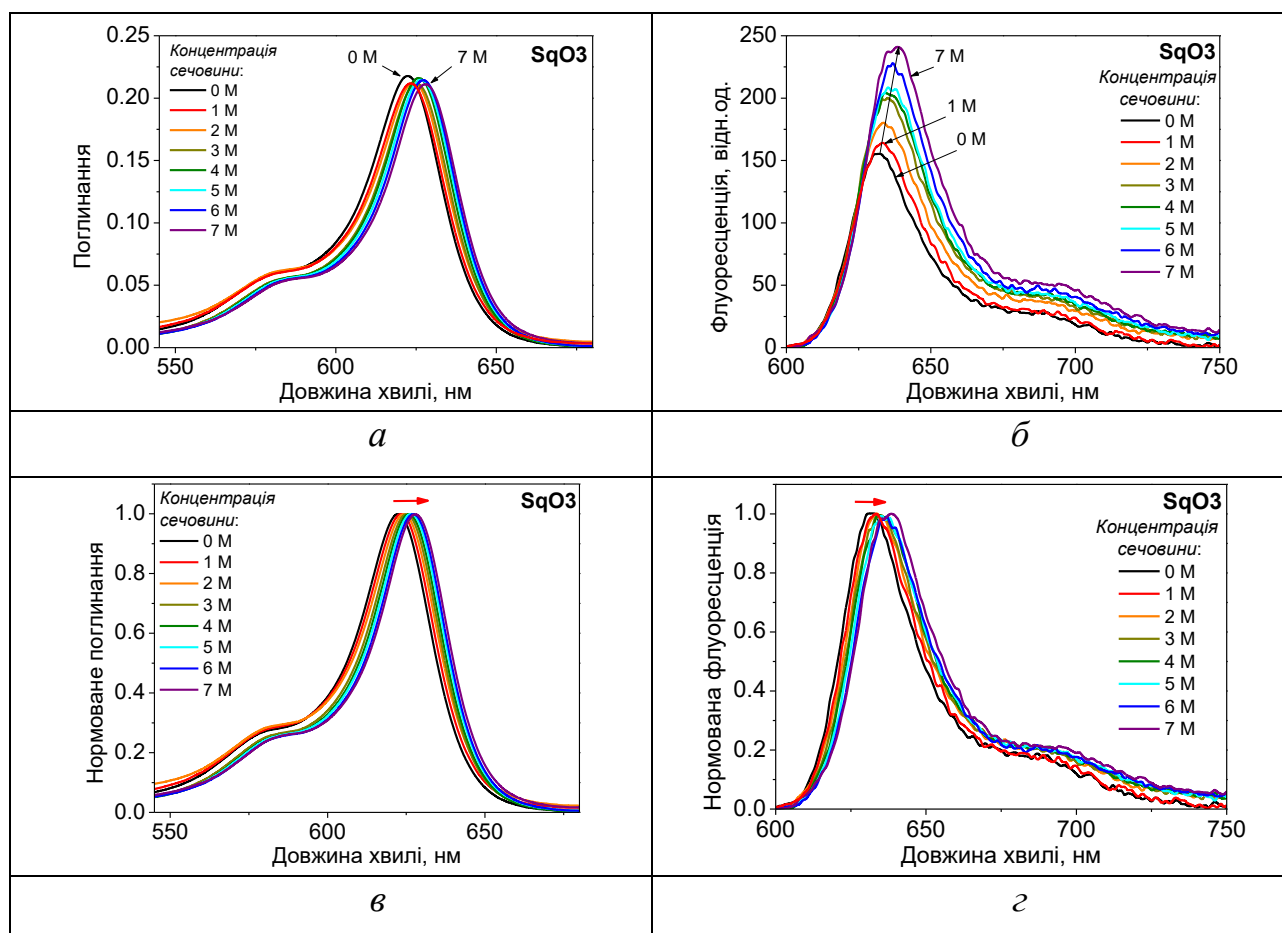 0.25
0.20
0.15
0.10
0.05
0.00
Поглинання
Концентрація
сечовини:
0 M
1 M
2 M
3 M
4 M
5 M
6 M
7 M
0 M
7 M
SqO3
550
600
650
Довжина хвилі, нм
а
250
200
150
100
50
0
Флуоресценція, відн.од.
SqO3
Концентрація
сечовини:
0 M
1 M
2 M
3 M
4 M
5 M
6 M
7 M
7 M
1 M
0 M
600
650
700
750
Довжина хвилі, нм
б
1.0
0.8
0.6
0.4
0.2
0.0
Нормоване поглинання
Концентрація
сечовини:
0 M
1 M
2 M
3 M
4 M
5 M
6 M
7 M
SqO3
550
600
650
Довжина хвилі, нм
в
1.0
0.8
0.6
0.4
0.2
0.0
Нормована флуоресценція
SqO3
Концентрація
сечовини:
0 M
1 M
2 M
3 M
4 M
5 M
6 M
7 M
600
650
700
750
Довжина хвилі, нм
г